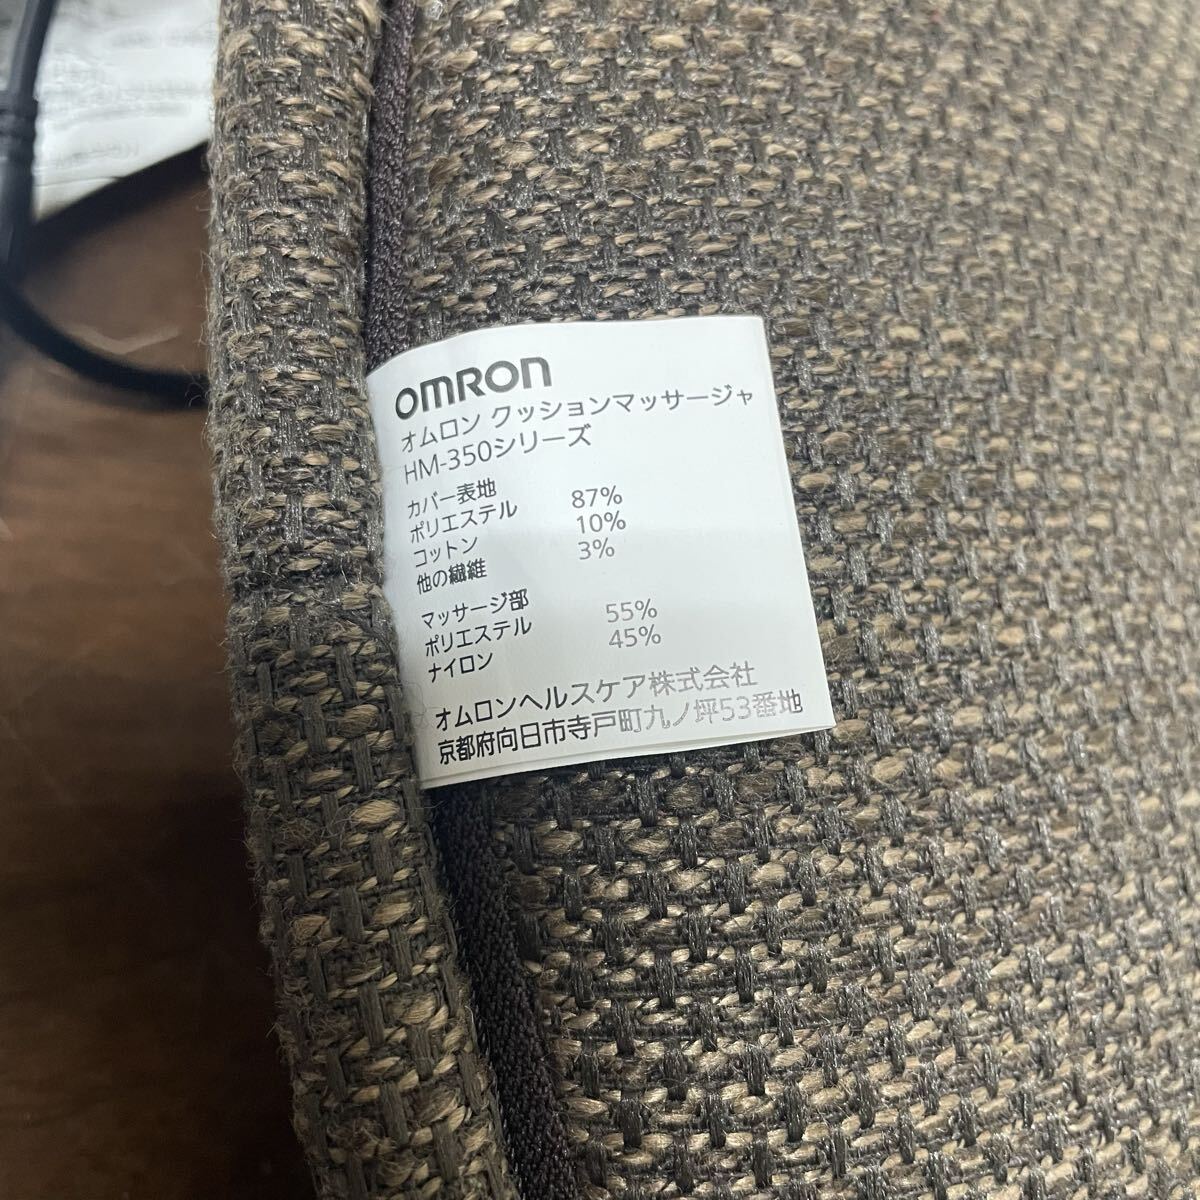 OMRON
オムロン クッションマッサージャ
HM-350シリーズ
カバー表地
ポリエステル 87%
コットン 10%
他の繊維 3%
マッサージ部
ポリエステル 55%
ナイロン 45%
オムロンヘルスケア株式会社
京都府向日市寺戸町九ノ坪53番地